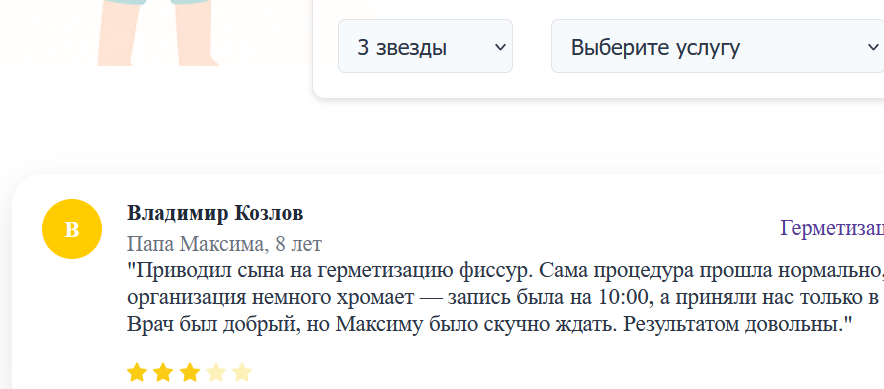 3 звезды
Выберите услугу
В
Владимир Козлов
Папа Максима, 8 лет
"Приводил сына на герметизацию фиссур. Сама процедура прошла нормально,
организация немного хромает — запись была на 10:00, а приняли нас только в
Врач был добрый, но Максиму было скучно ждать. Результатом довольны."